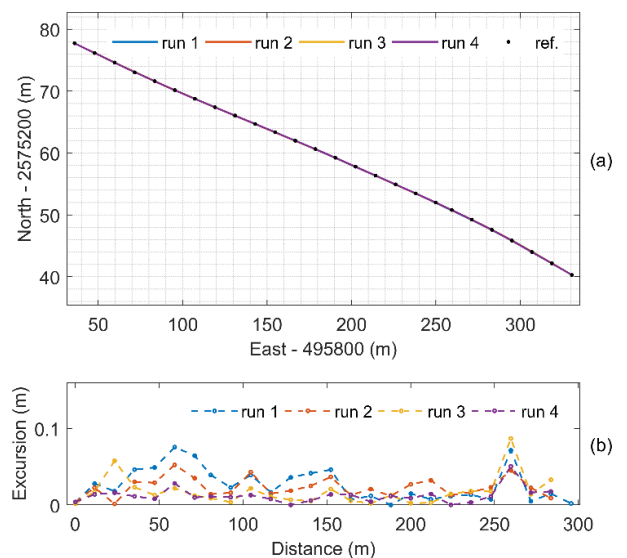 80
run 1 run 2 run 3 run 4 ref.
70
60
50
40
North - 2575200 (m)
(a)
50 100 150 200 250 300
East - 495800 (m)
run 1 run 2 run 3 run 4
0.1
0
Excursion (m)
(b)
0 50 100 150 200 250 300
Distance (m)